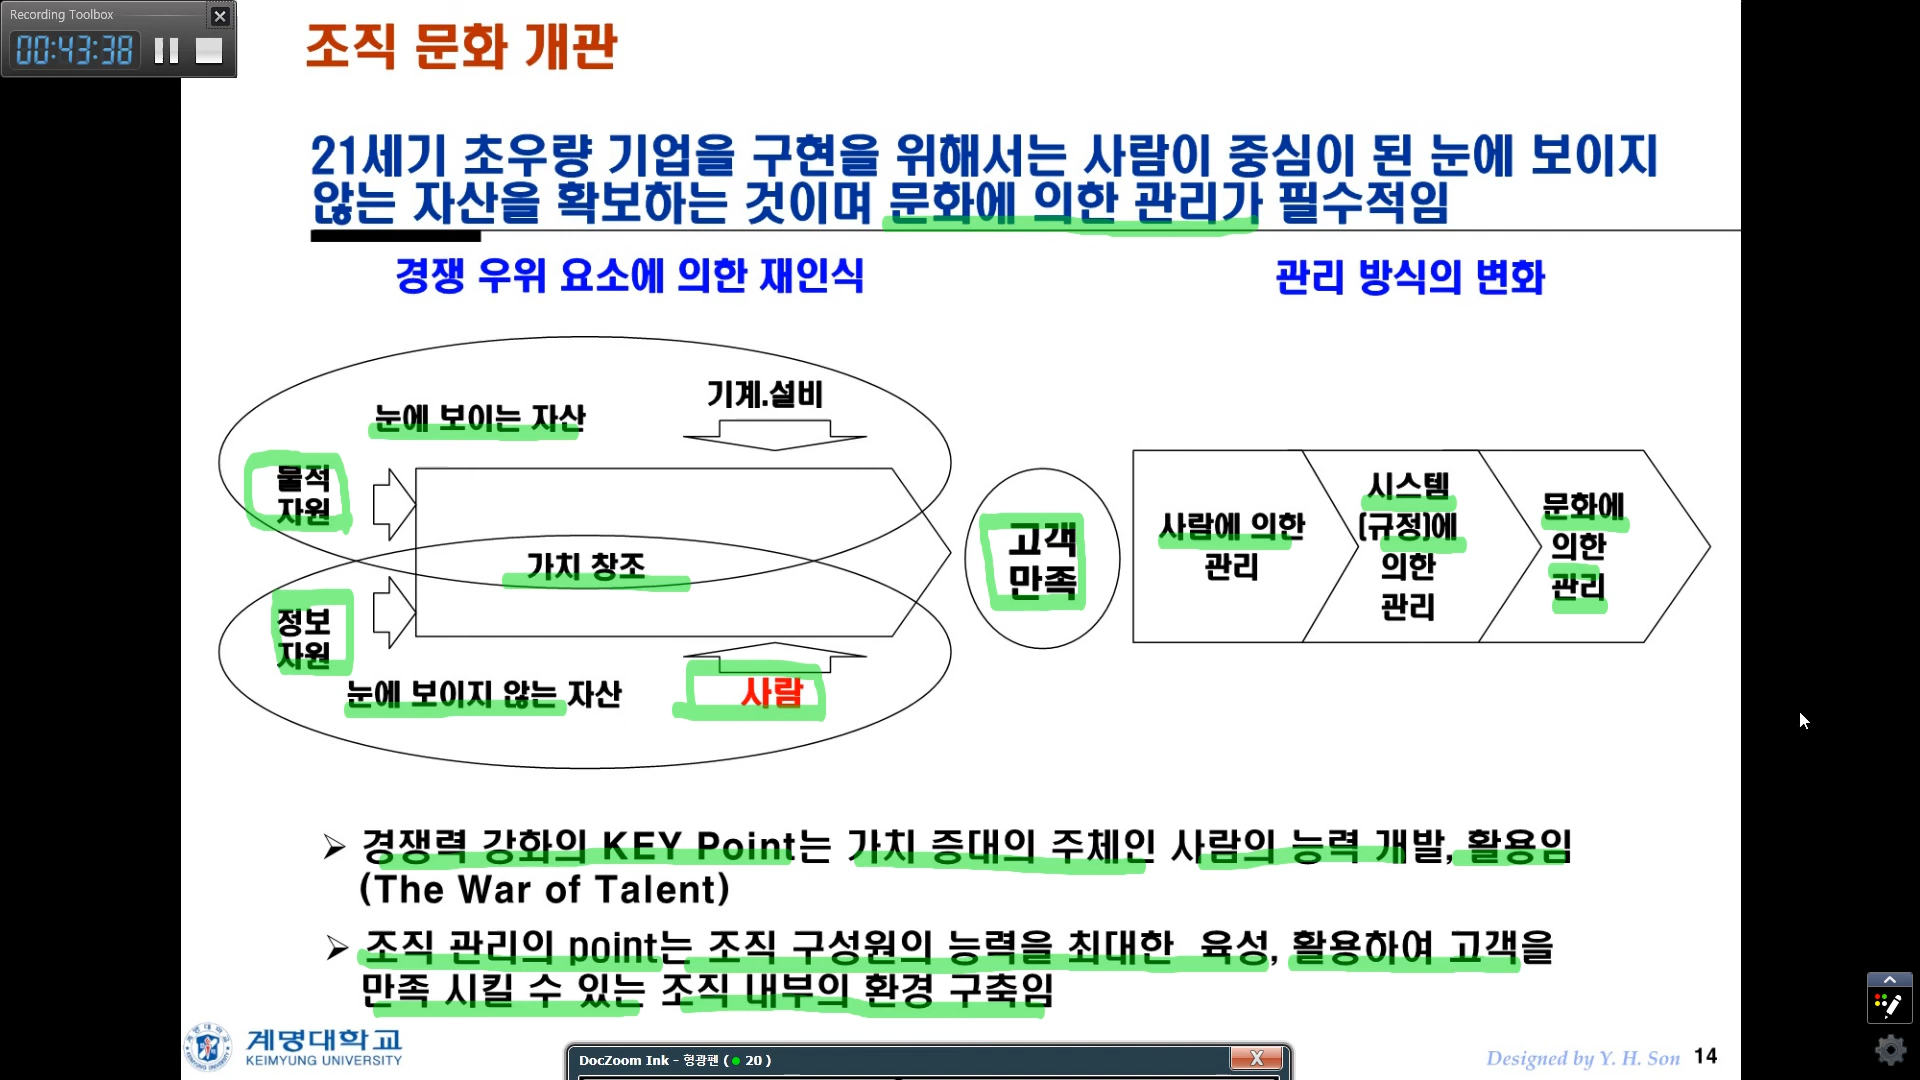 Recording Toolbox
00:43:38
조직 문화 개관
21세기 초우량 기업을 구현을 위해서는 사람이 중심이 된 눈에 보이지
않는 자산을 확보하는 것이며 문화에 의한 관리가 필수적임
경쟁 우위 요소에 의한 재인식
관리 방식의 변화
눈에 보이는 자산
기계.설비
물적
자원
가치 창조
정보
자원
눈에 보이지 않는 자산
사람
고객
만족
사람에 의한
관리
시스템
(규정)에
의한
관리
문화에
의한
관리
➢ 경쟁력 강화의 KEY Point는 가치 증대의 주체인 사람의 능력 개발, 활용임
(The War of Talent)
➢ 조직 관리의 point는 조직 구성원의 능력을 최대한 육성, 활용하여 고객을
만족 시킬 수 있는 조직 내부의 환경 구축임
계명대학교
KEIMYUNG UNIVERSITY
DocZoom Ink - 형광펜 ( ● 20 )
Designed by Y. H. Son 14